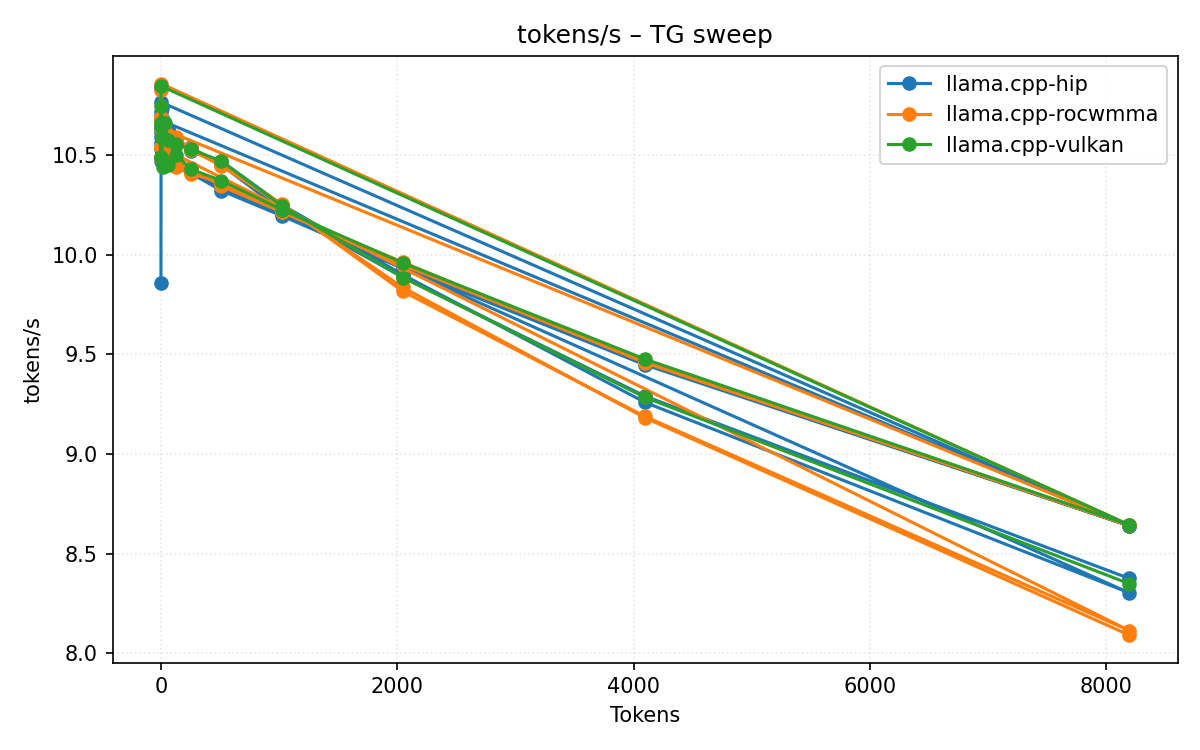 tokens/s – TG sweep
llama.cpp-hip
llama.cpp-rocwmma
llama.cpp-vulkan
tokens/s
10.5
10.0
9.5
9.0
8.5
8.0
0 2000 4000 6000 8000
Tokens